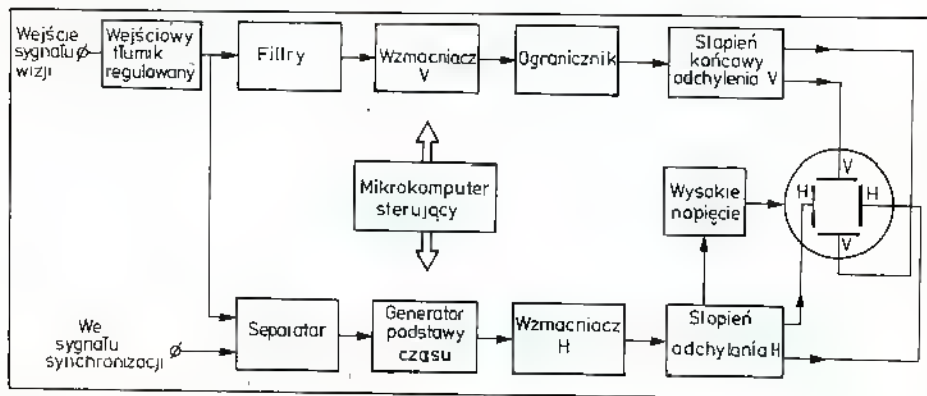 Wejście
sygnału
wizji
Wejściowy
tłumik
regulowany
Filtry
Wzmacniacz
V
Ogranicznik
Stopień
końcowy
odchylenia V
Mikrokomputer
sterujący
Wysokie
napięcie
V
H
H
V
We
sygnału
synchronizacji
Separator
Generator
podstawy
czasu
Wzmacniacz
H
Stopień
odchylania H